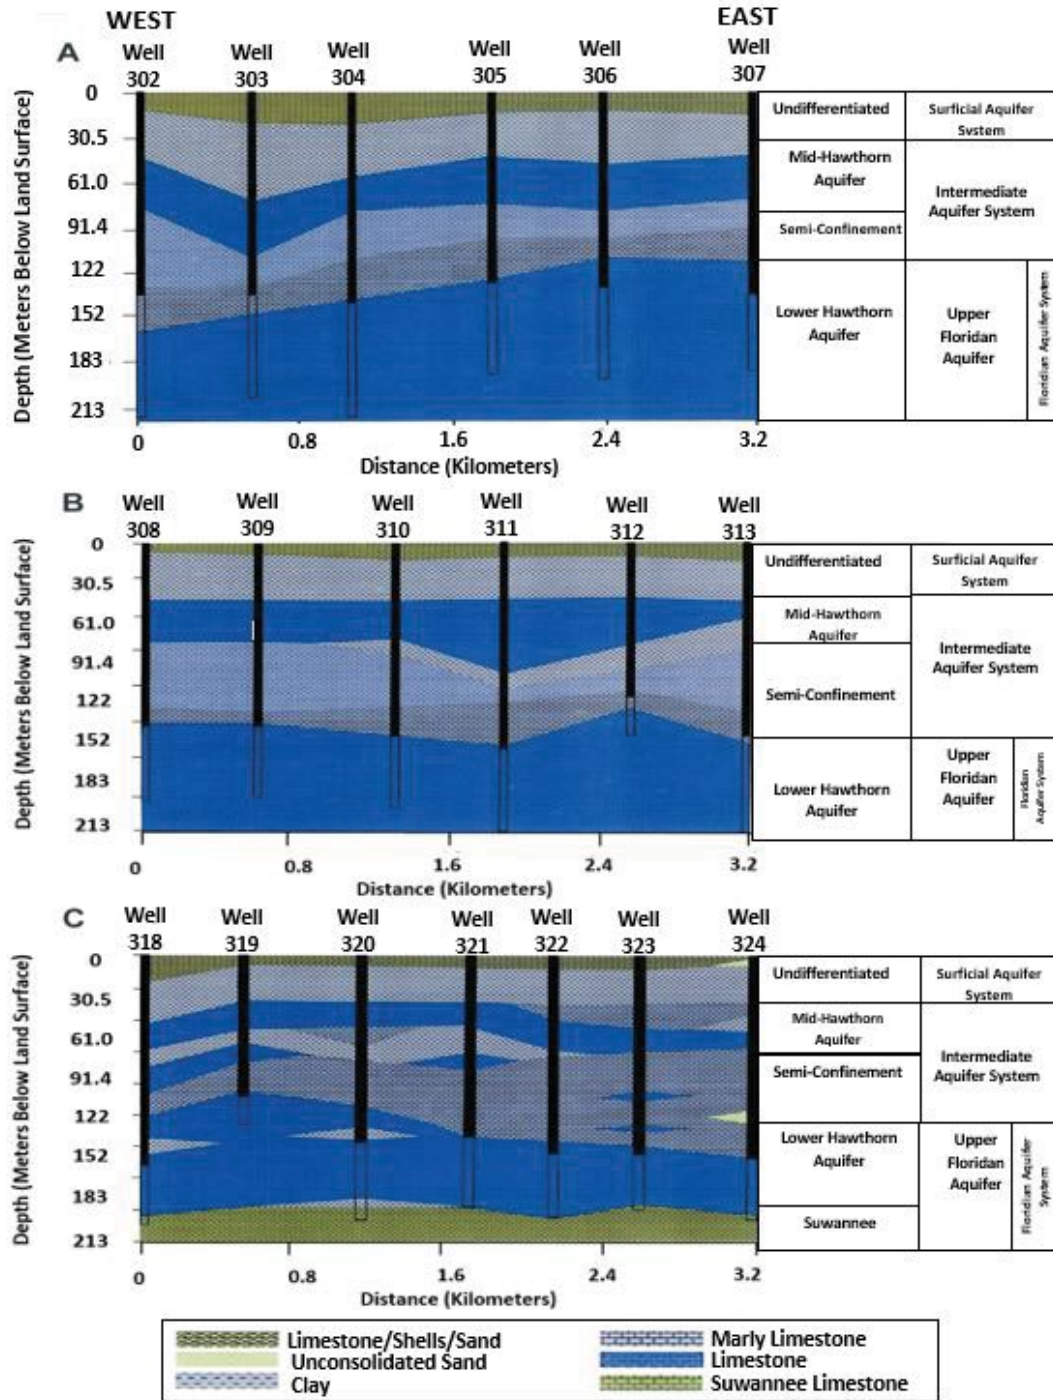 WEST EAST
A Well Well Well Well Well Well
302 303 304 305 306 307
Depth (Meters Below Land Surface)
0
30.5
61.0
91.4
122
152
183
213
0 0.8 1.6 2.4 3.2
Distance (Kilometers)
Undifferentiated
Surficial Aquifer
System
Mid-Hawthorn
Aquifer
Intermediate
Aquifer System
Semi-Confinement
Lower Hawthorn
Aquifer
Upper
Floridan
Aquifer
Floridian Aquifer System
B Well Well Well Well Well Well
308 309 310 311 312 313
Depth (Meters Below Land Surface)
0
30.5
61.0
91.4
122
152
183
213
0 0.8 1.6 2.4 3.2
Distance (Kilometers)
Undifferentiated
Surficial Aquifer
System
Mid-Hawthorn
Aquifer
Intermediate
Aquifer System
Semi-Confinement
Lower Hawthorn
Aquifer
Upper
Floridan
Aquifer
Floridian
Aquifer System
C Well Well Well Well Well Well Well
318 319 320 321 322 323 324
Depth (Meters Below Land Surface)
0
30.5
61.0
91.4
122
152
183
213
0 0.8 1.6 2.4 3.2
Distance (Kilometers)
Undifferentiated
Surficial Aquifer
System
Mid-Hawthorn
Aquifer
Intermediate
Aquifer System
Semi-Confinement
Lower Hawthorn
Aquifer
Upper
Floridan
Aquifer
Floridian Aquifer
System
Suwannee
Limestone/Shells/Sand
Unconsolidated Sand
Clay
Marly Limestone
Limestone
Suwannee Limestone